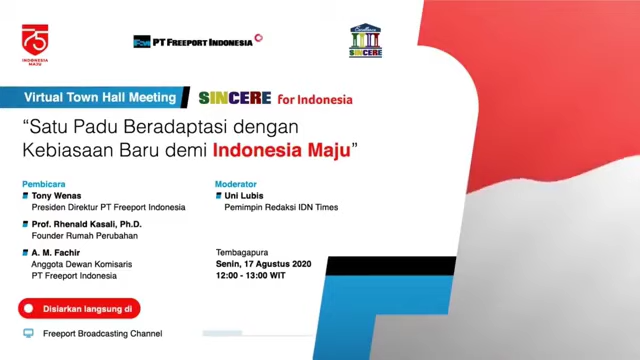 75
INDONESIA
MAJU
PT FREEPORT INDONESIA
Excellence
SINCERE
Virtual Town Hall Meeting
SINCERE for Indonesia
“Satu Padu Beradaptasi dengan
Kebiasaan Baru demi Indonesia Maju”
Pembicara
Tony Wenas
Presiden Direktur PT Freeport Indonesia
Prof. Rhenald Kasali, Ph.D.
Founder Rumah Perubahan
A. M. Fachir
Anggota Dewan Komisaris
PT Freeport Indonesia
Moderator
Uni Lubis
Pemimpin Redaksi IDN Times
Tembagapura
Senin, 17 Agustus 2020
12:00 - 13:00 WIT
Disiarkan langsung di
Freeport Broadcasting Channel